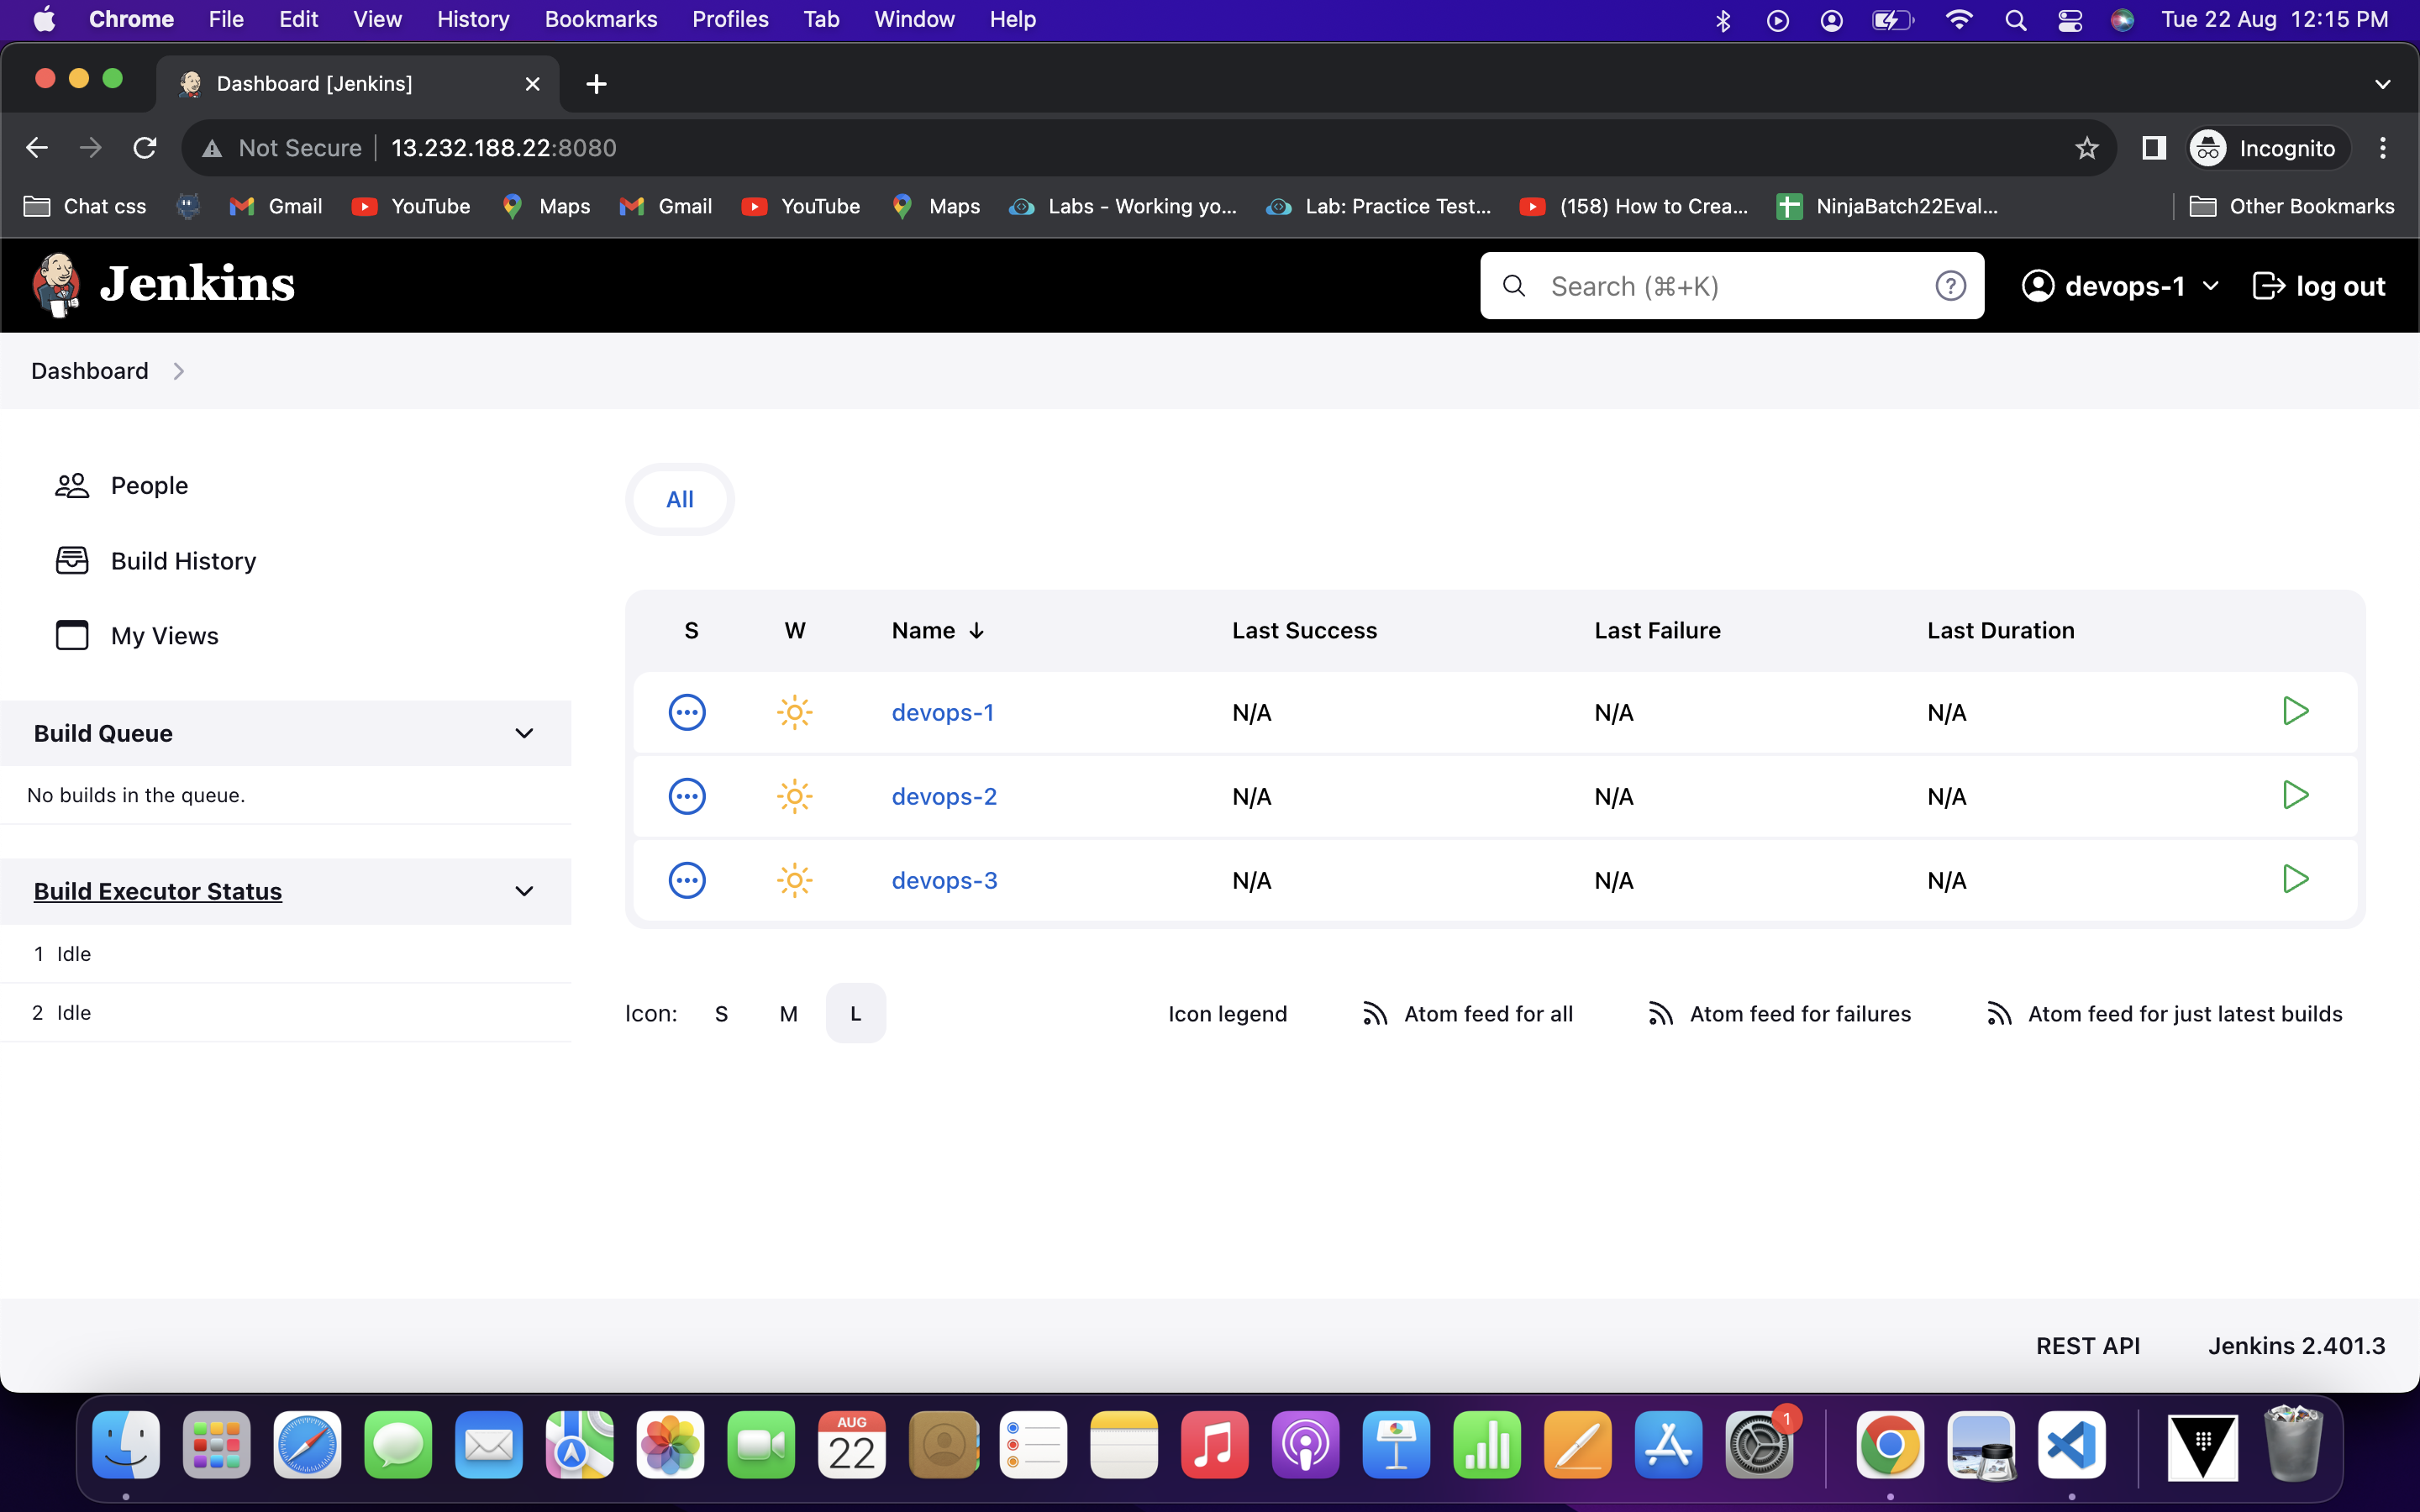 Chrome File Edit View History Bookmarks Profiles Tab Window Help Tue 22 Aug 12:15 PM
Dashboard [Jenkins]
Not Secure 13.232.188.22:8080 Incognito
Chat css Gmail YouTube Maps Gmail YouTube Maps Labs - Working yo... Lab: Practice Test... (158) How to Crea... NinjaBatch22Eval... Other Bookmarks
Jenkins Search (⌘+K) devops-1 log out
Dashboard
People
Build History
My Views
Build Queue
No builds in the queue.
Build Executor Status
1 Idle
2 Idle
All
S W Name ↓ Last Success Last Failure Last Duration
devops-1 N/A N/A N/A
devops-2 N/A N/A N/A
devops-3 N/A N/A N/A
Icon: S M L Icon legend Atom feed for all Atom feed for failures Atom feed for just latest builds
REST API Jenkins 2.401.3
AUG
22
1